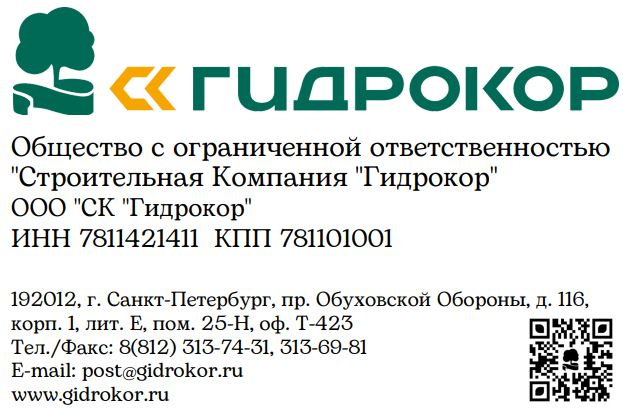 СК ГИДРОКОР
Общество с ограниченной ответственностью
"Строительная Компания "Гидрокор"
ООО "СК "Гидрокор"
ИНН 7811421411 КПП 781101001
192012, г. Санкт-Петербург, пр. Обуховской Обороны, д. 116,
корп. 1, лит. Е, пом. 25-Н, оф. Т-423
Тел./Факс: 8(812) 313-74-31, 313-69-81
E-mail: post@gidrokor.ru
www.gidrokor.ru